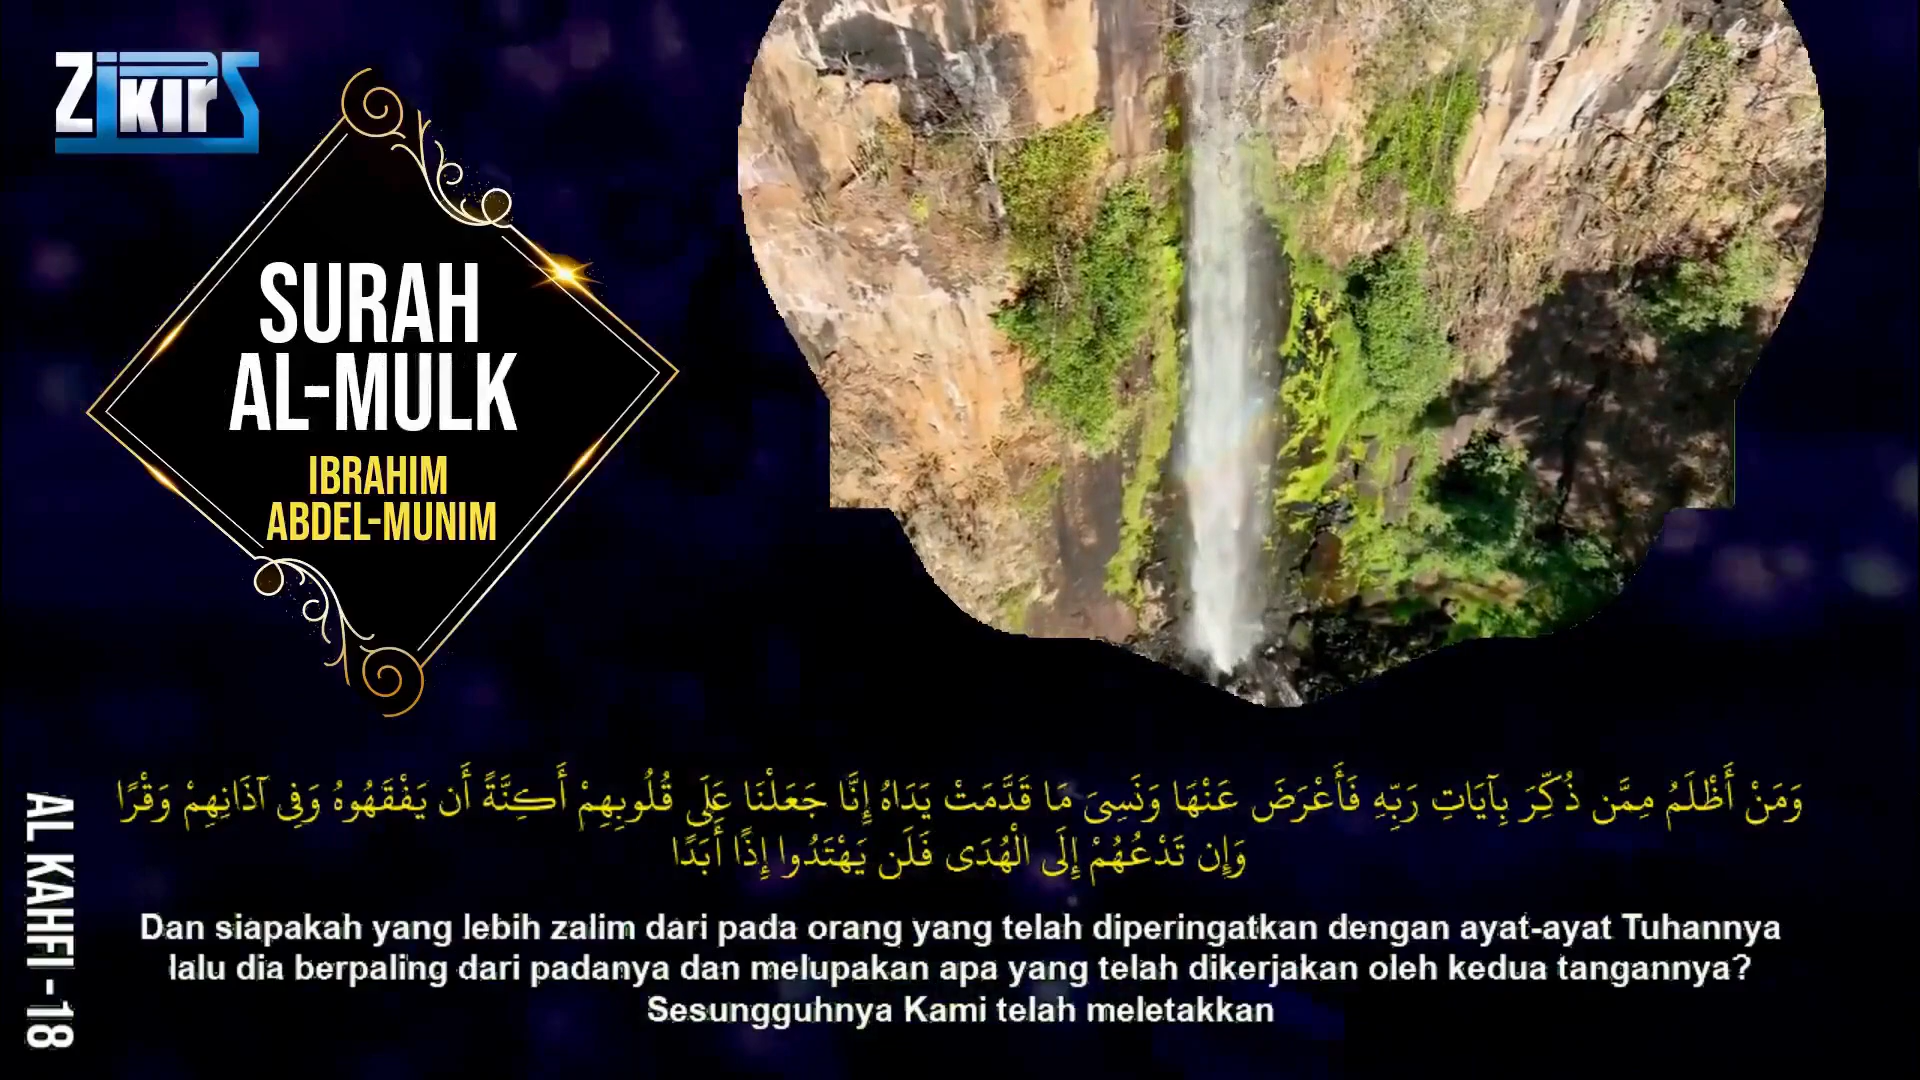 ZikirS
SURAH
AL-MULK
IBRAHIM
ABDEL-MUNIM
وَمَنْ أَظْلَمُ مِمَّن ذُكِّرَ بِآيَاتِ رَبِّهِ فَأَعْرَضَ عَنْهَا وَنَسِيَ مَا قَدَّمَتْ يَدَاهُ إِنَّا جَعَلْنَا عَلَى قُلُوبِهِمْ أَكِنَّةً أَن يَفْقَهُوهُ وَفِي آذَانِهِمْ وَقْرًا
وَإِن تَدْعُهُمْ إِلَى الْهُدَى فَلَن يَهْتَدُوا إِذًا أَبَدًا
Dan siapakah yang lebih zalim dari pada orang yang telah diperingatkan dengan ayat-ayat Tuhannya
lalu dia berpaling dari padanya dan melupakan apa yang telah dikerjakan oleh kedua tangannya?
Sesungguhnya Kami telah meletakkan
AL KAHFI - 18